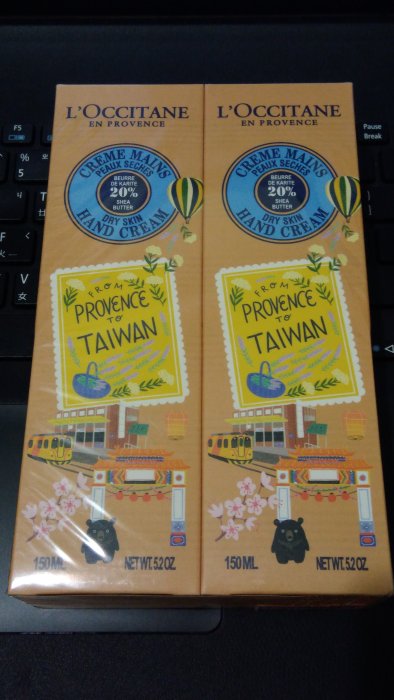 L'OCCITANE
EN PROVENCE
CRÈME MAINS
PEAUX SÈCHES
BEURRE
DE KARITÉ
20%
SHEA
BUTTER
DRY SKIN
HAND CREAM
FROM
PROVENCE
TO
TAIWAN
150 ML
NET WT. 5.2 OZ.
L'OCCITANE
EN PROVENCE
CRÈME MAINS
PEAUX SÈCHES
BEURRE
DE KARITÉ
20%
SHEA
BUTTER
DRY SKIN
HAND CREAM
FROM
PROVENCE
TO
TAIWAN
150 ML
NET WT. 5.2 OZ.
F5
%
5
F
Pause
Break